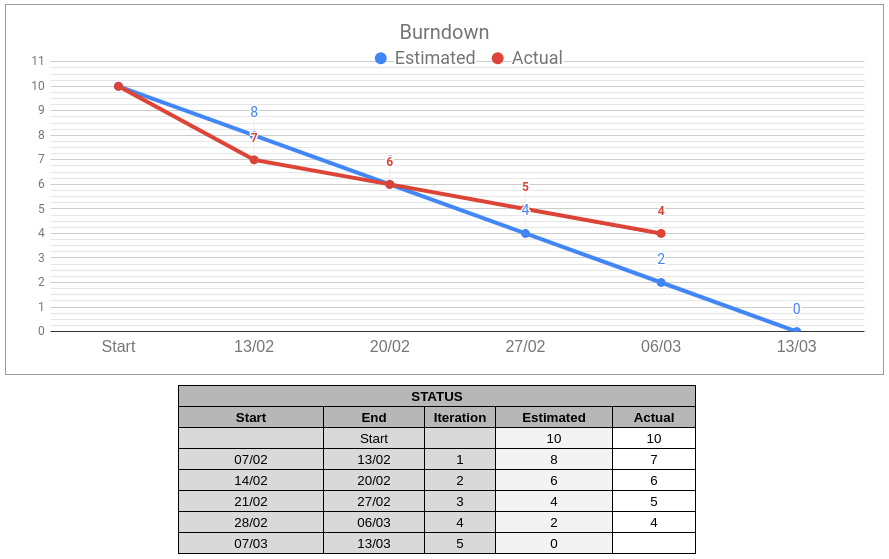 Burndown
Estimated Actual
11
10
9
8
7
6
5
4
3
2
1
0
8
7
6
5
4
4
2
0
Start 13/02 20/02 27/02 06/03 13/03
STATUS
Start End Iteration Estimated Actual
Start 10 10
07/02 13/02 1 8 7
14/02 20/02 2 6 6
21/02 27/02 3 4 5
28/02 06/03 4 2 4
07/03 13/03 5 0